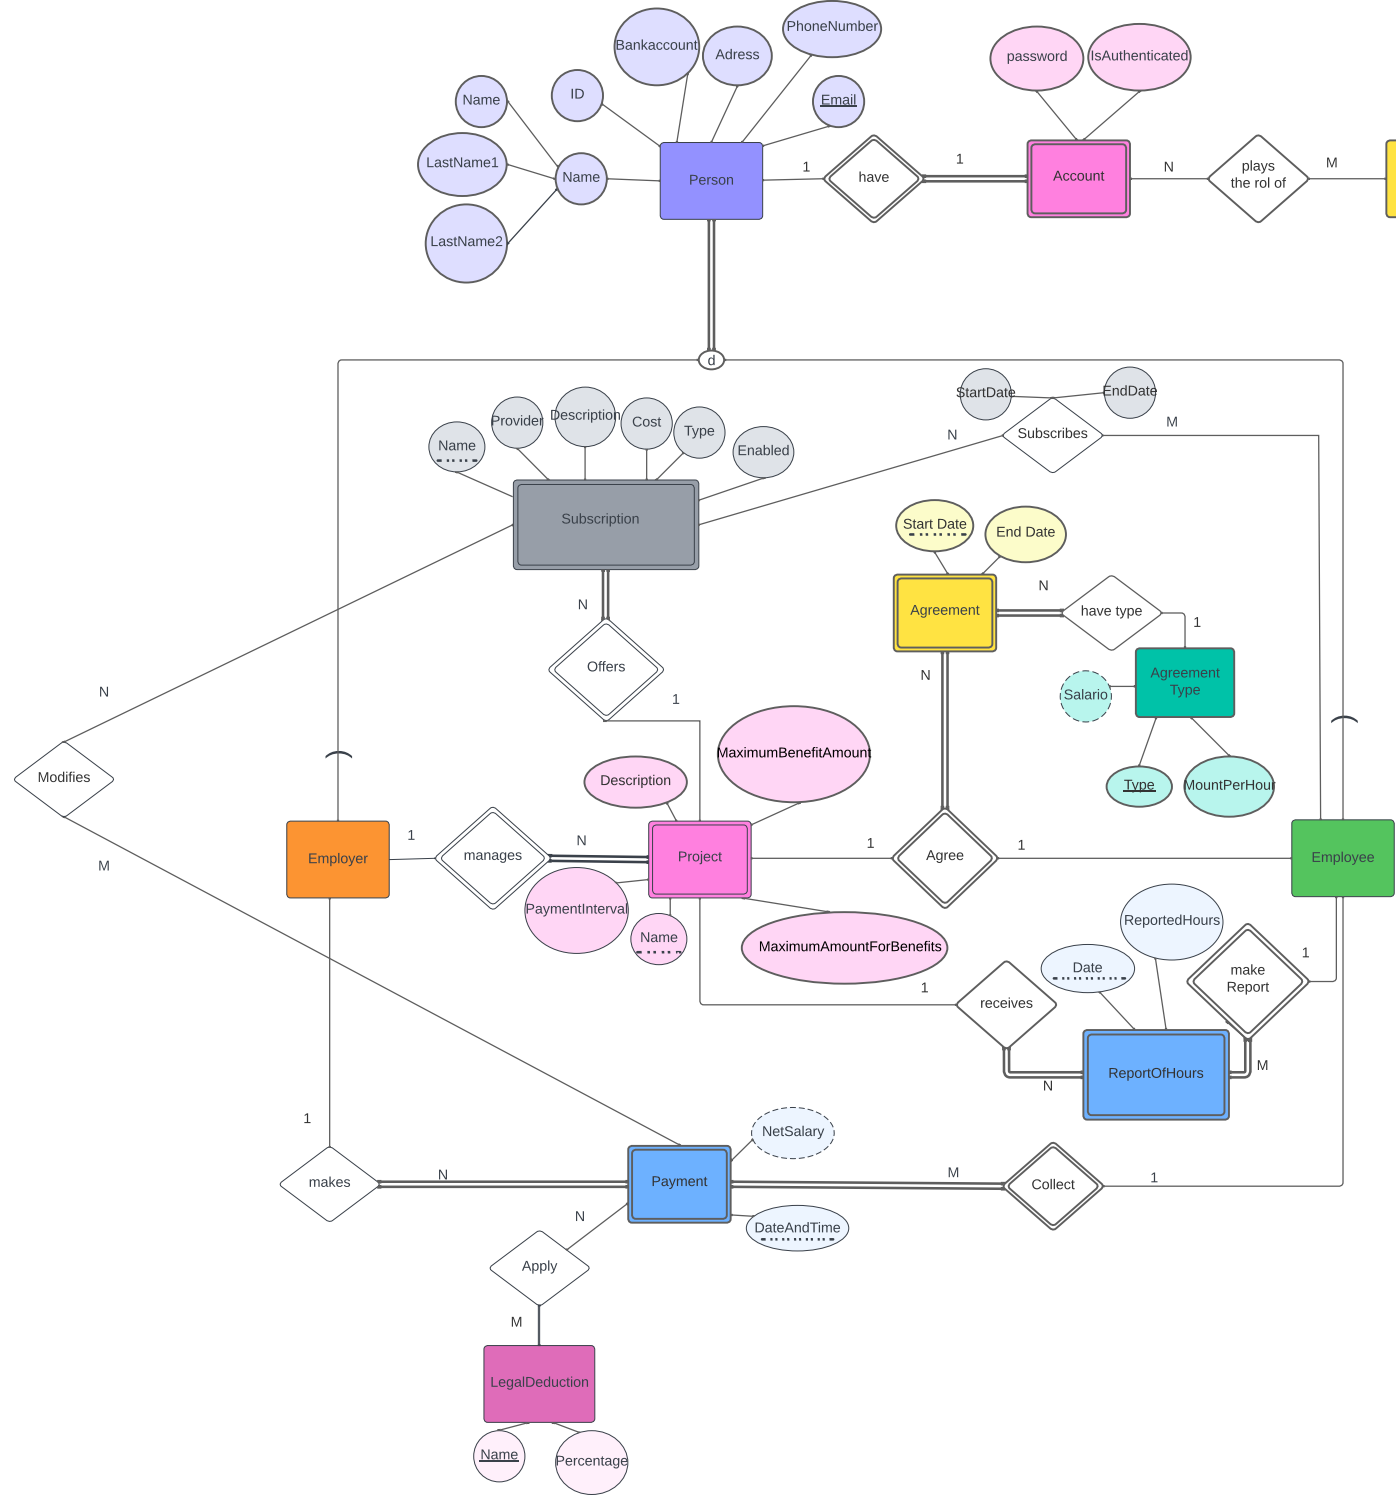 PhoneNumber
Bankaccount
Adress
password
IsAuthenticated
Name
ID
Email
LastName1
Name
LastName2
Person
1
have
1
Account
N
plays
the rol of
M
d
StartDate
EndDate
Name
Provider
Description
Cost
Type
Enabled
N
Subscribes
M
Subscription
Start Date
End Date
Agreement
N
have type
1
N
Offers
1
N
Agreement
Type
Salario
Type
MountPerHour
N
Modifies
M
MaximumBenefitAmount
Description
Employer
1
manages
N
Project
1
Agree
1
Employee
PaymentInterval
Name
MaximumAmountForBenefits
ReportedHours
Date
make
Report
1
1
receives
N
ReportOfHours
M
1
makes
N
Payment
NetSalary
DateAndTime
M
Collect
1
N
Apply
M
LegalDeduction
Name
Percentage